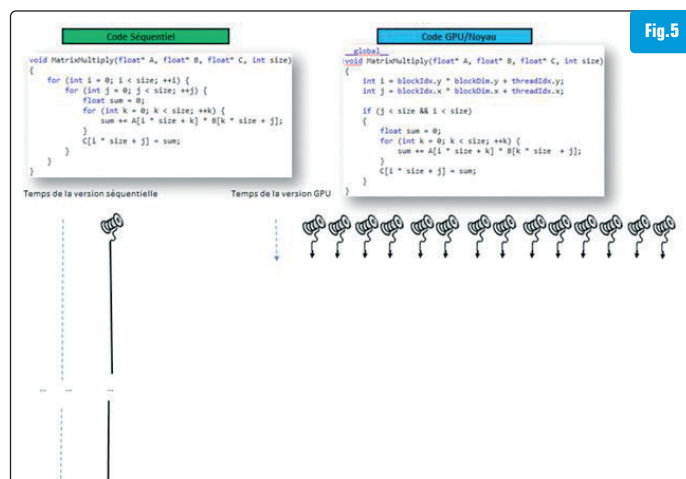 Fig.5
Code Séquentiel
void MatrixMultiply(float* A, float* B, float* C, int size)
{
for (int i = 0; i < size; ++i) {
for (int j = 0; j < size; ++j) {
float sum = 0;
for (int k = 0; k < size; ++k) {
sum += A[i * size + k] * B[k * size + j];
}
C[i * size + j] = sum;
}
}
}
Code GPU/Noyau
__global__
void MatrixMultiply(float* A, float* B, float* C, int size)
{
int i = blockIdx.y * blockDim.y + threadIdx.y;
int j = blockIdx.x * blockDim.x + threadIdx.x;
if (j < size && i < size)
{
float sum = 0;
for (int k = 0; k < size; ++k) {
sum += A[i * size + k] * B[k * size + j];
}
C[i * size + j] = sum;
}
}
Temps de la version séquentielle
Temps de la version GPU
... ... ...